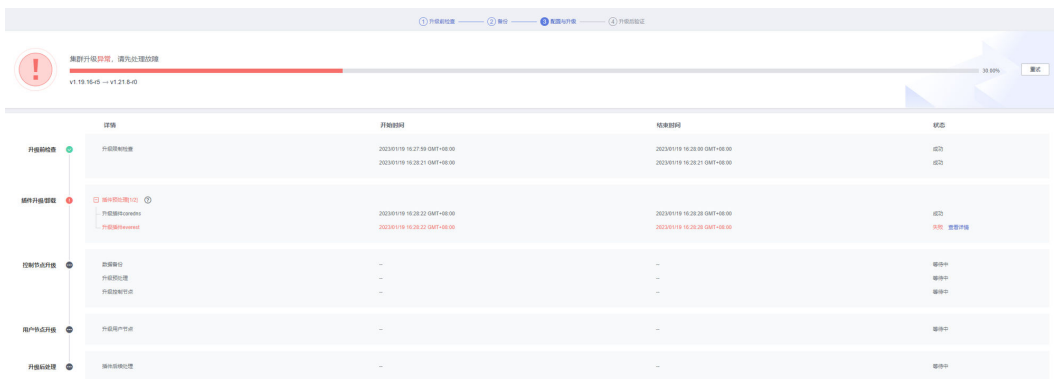 1 升级前检查 2 备份 3 配置与升级 4 升级后验证
集群升级异常，请先处理故障
30.00% 重试
v1.19.16-r5 → v1.21.8-r0
详情 开始时间 结束时间 状态
升级前检查 升级限制检查 2023/01/19 16:27:59 GMT+08:00 2023/01/19 16:28:00 GMT+08:00 成功
2023/01/19 16:28:21 GMT+08:00 2023/01/19 16:28:21 GMT+08:00 成功
插件升级/卸载 插件预处理(1/2)
升级插件coredns 2023/01/19 16:28:22 GMT+08:00 2023/01/19 16:28:28 GMT+08:00 成功
升级插件everest 2023/01/19 16:28:22 GMT+08:00 2023/01/19 16:28:28 GMT+08:00 失败 查看详情
控制节点升级 数据备份 -- -- 等待中
升级预处理 -- -- 等待中
升级控制节点 -- -- 等待中
用户节点升级 升级用户节点 -- -- 等待中
升级后处理 插件后续处理 -- -- 等待中